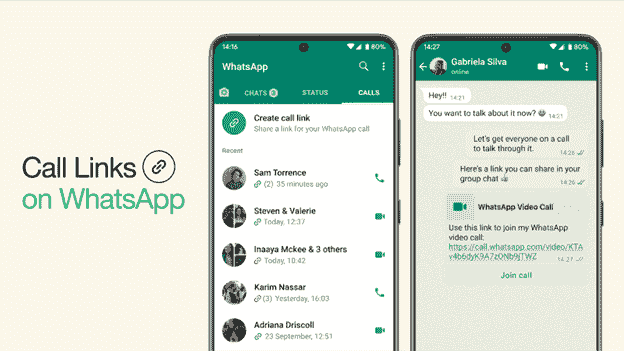 Call Links
on WhatsApp
14:16
80%
WhatsApp
CHATS 3
STATUS
CALLS
Create call link
Share a link for your WhatsApp call
Recent
Sam Torrence
(2) 35 minutes ago
Steven & Valerie
Today, 12:37
Inaaya Mckee & 3 others
Today, 10:42
Karim Nassar
(3) Yesterday, 16:03
Adriana Driscoll
23 September, 12:51
14:27
80%
Gabriela Silva
online
Hey!! 14:21
You want to talk about it now? 😀 14:21
Let's get everyone on a call
to talk through it. 14:26
Here's a link you can share in your
group chat 👍 14:26
WhatsApp Video Call
Use this link to join my WhatsApp
video call:
https://call.whatsapp.com/video/KTA
v4b6dyK9A7zONb9jTWZ 14:27
Join call